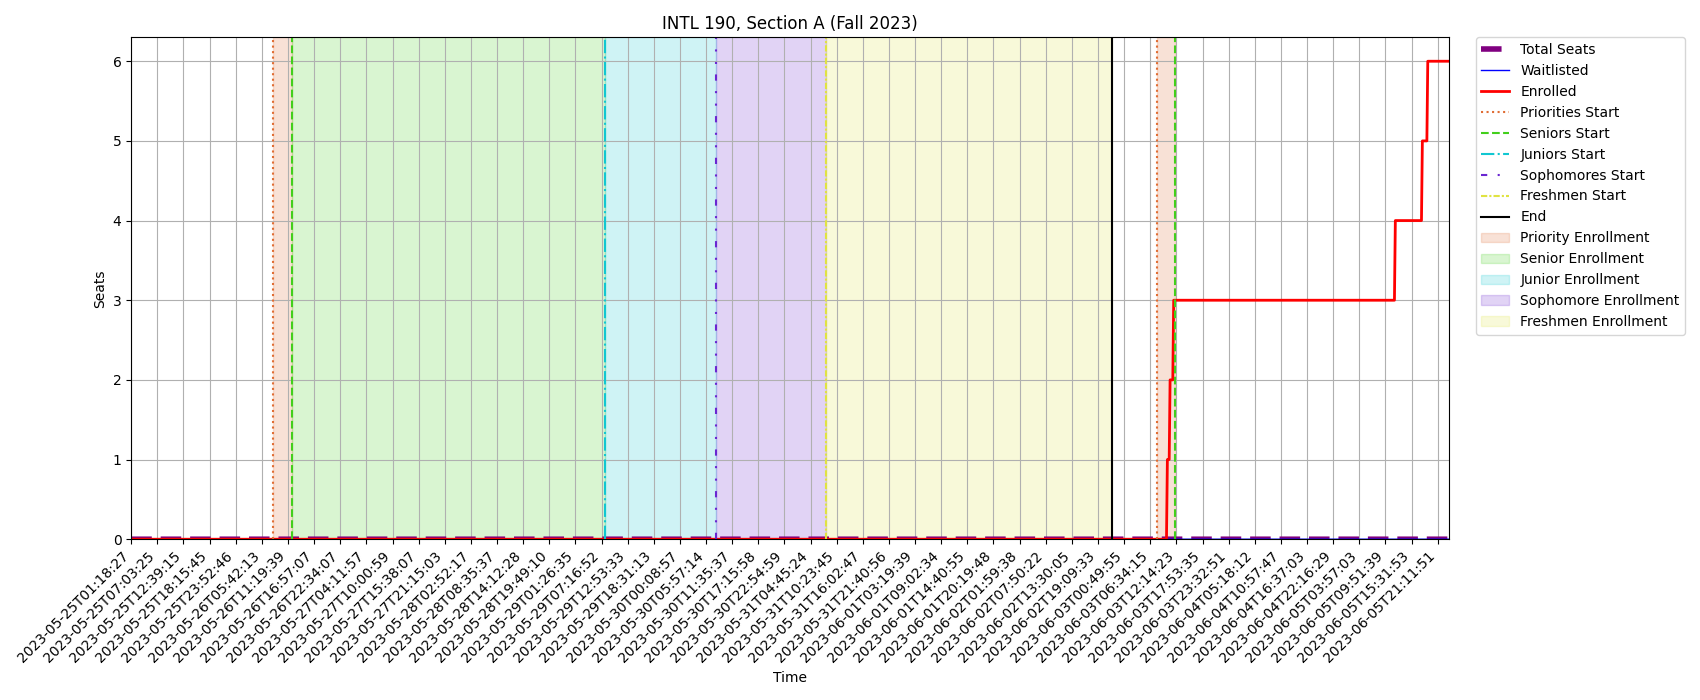 INTL 190, Section A (Fall 2023)
Seats
6
5
4
3
2
1
0
2023-05-25T01:18:27
2023-05-25T07:03:25
2023-05-25T12:39:15
2023-05-25T18:15:45
2023-05-25T23:52:46
2023-05-26T05:42:13
2023-05-26T11:19:39
2023-05-26T16:57:07
2023-05-26T22:34:07
2023-05-27T04:11:57
2023-05-27T10:00:59
2023-05-27T15:38:07
2023-05-27T21:15:03
2023-05-28T02:52:17
2023-05-28T08:35:37
2023-05-28T14:12:28
2023-05-28T19:49:10
2023-05-29T01:26:35
2023-05-29T07:16:52
2023-05-29T12:53:33
2023-05-29T18:31:13
2023-05-30T00:08:57
2023-05-30T05:57:14
2023-05-30T11:35:37
2023-05-30T17:15:58
2023-05-30T22:54:59
2023-05-31T04:45:24
2023-05-31T10:23:45
2023-05-31T16:02:47
2023-05-31T21:40:56
2023-06-01T03:19:39
2023-06-01T09:02:34
2023-06-01T14:40:55
2023-06-01T20:19:48
2023-06-02T01:59:38
2023-06-02T07:50:22
2023-06-02T13:30:05
2023-06-02T19:09:33
2023-06-03T00:49:55
2023-06-03T06:34:15
2023-06-03T12:14:23
2023-06-03T17:53:35
2023-06-03T23:32:51
2023-06-04T05:18:12
2023-06-04T10:57:47
2023-06-04T16:37:03
2023-06-04T22:16:29
2023-06-05T03:57:03
2023-06-05T09:51:39
2023-06-05T15:31:53
2023-06-05T21:11:51
Time
Total Seats
Waitlisted
Enrolled
Priorities Start
Seniors Start
Juniors Start
Sophomores Start
Freshmen Start
End
Priority Enrollment
Senior Enrollment
Junior Enrollment
Sophomore Enrollment
Freshmen Enrollment